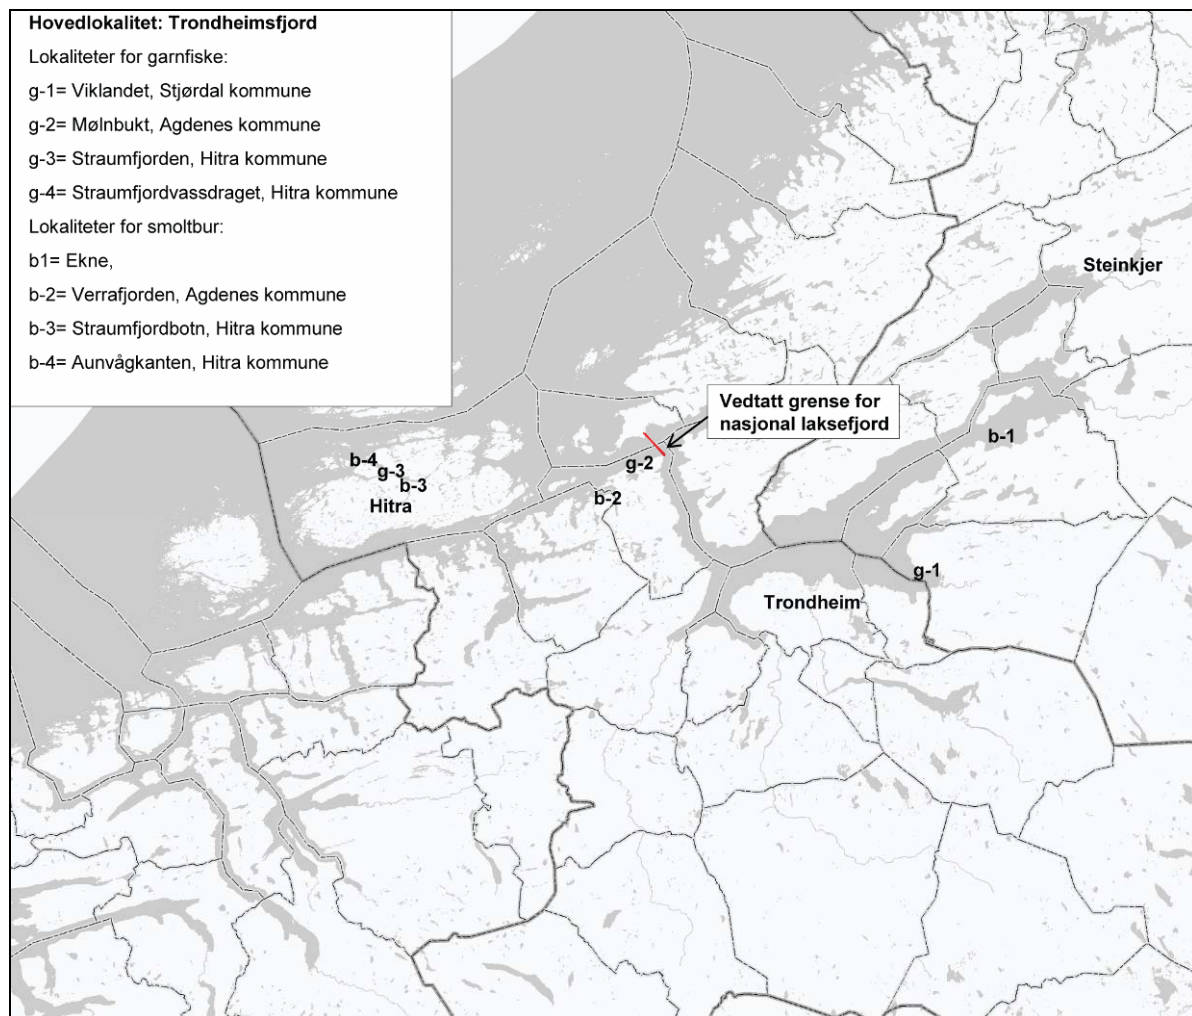 Hovedlokalitet: Trondheimsfjord
Lokaliteter for garnfiske:
g-1= Viklandet, Stjørdal kommune
g-2= Mølnbukt, Agdenes kommune
g-3= Straumfjorden, Hitra kommune
g-4= Straumfjordvassdraget, Hitra kommune
Lokaliteter for smoltbur:
b1= Ekne,
b-2= Verrafjorden, Agdenes kommune
b-3= Straumfjordbotn, Hitra kommune
b-4= Aunvågkanten, Hitra kommune
Steinkjer
Vedtatt grense for
nasjonal laksefjord
b-1
b-4
g-3
b-3
Hitra
g-2
b-2
g-1
Trondheim